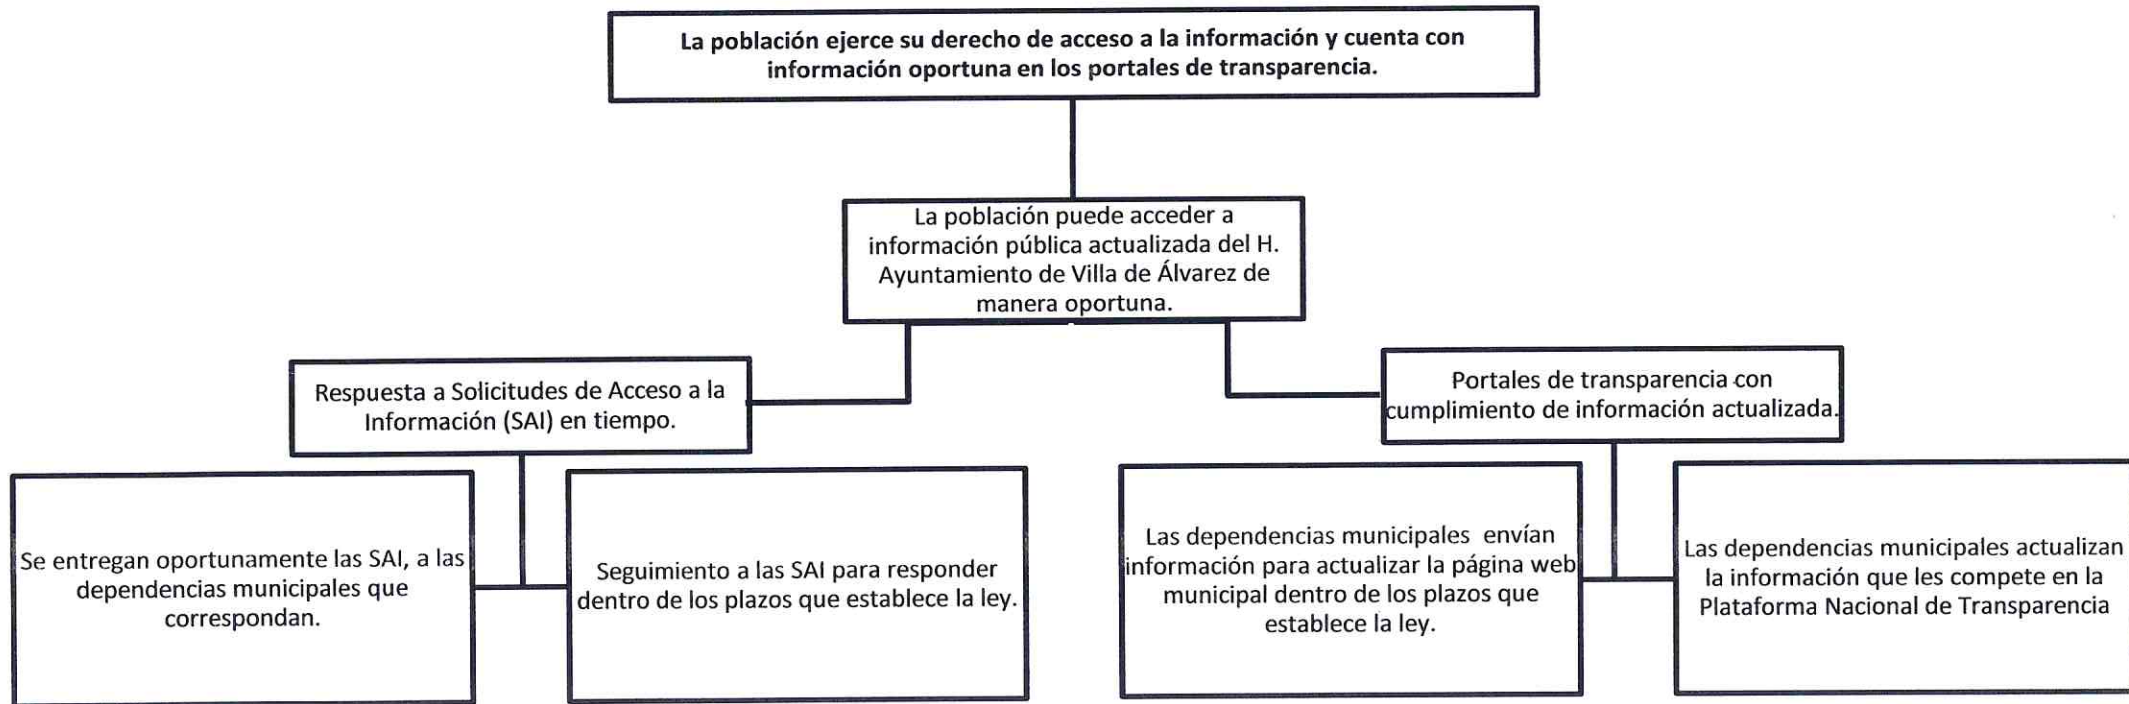 La población ejerce su derecho de acceso a la información y cuenta con
información oportuna en los portales de transparencia.
La población puede acceder a
información pública actualizada del H.
Ayuntamiento de Villa de Álvarez de
manera oportuna.
Respuesta a Solicitudes de Acceso a la
Información (SAI) en tiempo.
Portales de transparencia con
cumplimiento de información actualizada.
Se entregan oportunamente las SAI, a las
dependencias municipales que
correspondan.
Seguimiento a las SAI para responder
dentro de los plazos que establece la ley.
Las dependencias municipales envían
información para actualizar la página web
municipal dentro de los plazos que
establece la ley.
Las dependencias municipales actualizan
la información que les compete en la
Plataforma Nacional de Transparencia